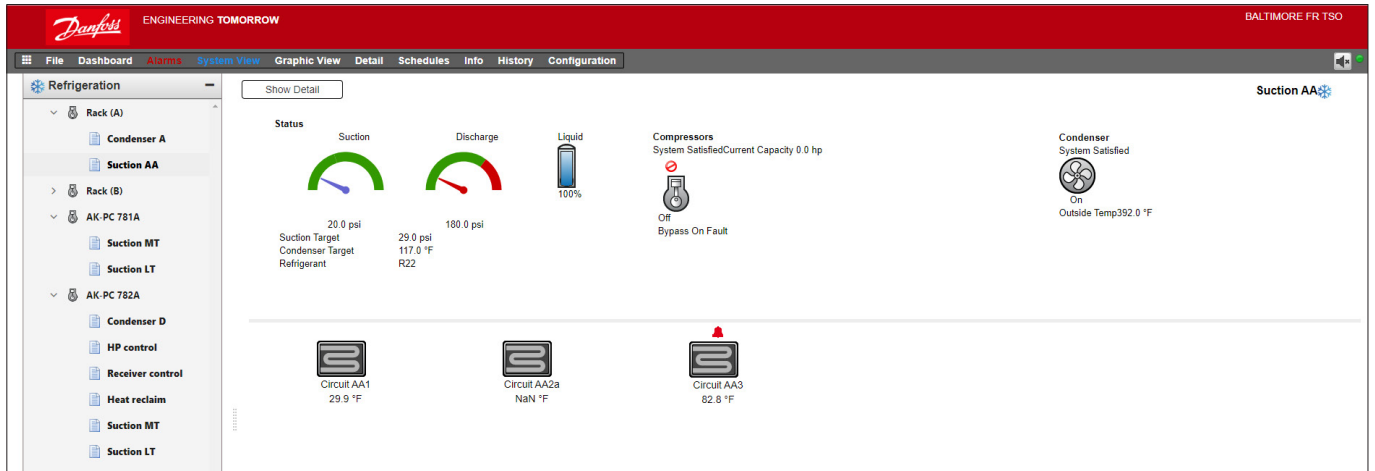 Danfoss ENGINEERING TOMORROW BALTIMORE FR TSO
File Dashboard Alarms System View Graphic View Detail Schedules Info History Configuration
Refrigeration
Rack (A)
Condenser A
Suction AA
Rack (B)
AK-PC 781A
Suction MT
Suction LT
AK-PC 782A
Condenser D
HP control
Receiver control
Heat reclaim
Suction MT
Suction LT
Show Detail
Suction AA
Status
Suction Discharge Liquid
100%
20.0 psi 180.0 psi
Suction Target 29.0 psi
Condenser Target 117.0 °F
Refrigerant R22
Compressors
System SatisfiedCurrent Capacity 0.0 hp
Off
Bypass On Fault
Condenser
System Satisfied
On
Outside Temp392.0 °F
Circuit AA1
29.9 °F
Circuit AA2a
NaN °F
Circuit AA3
82.8 °F